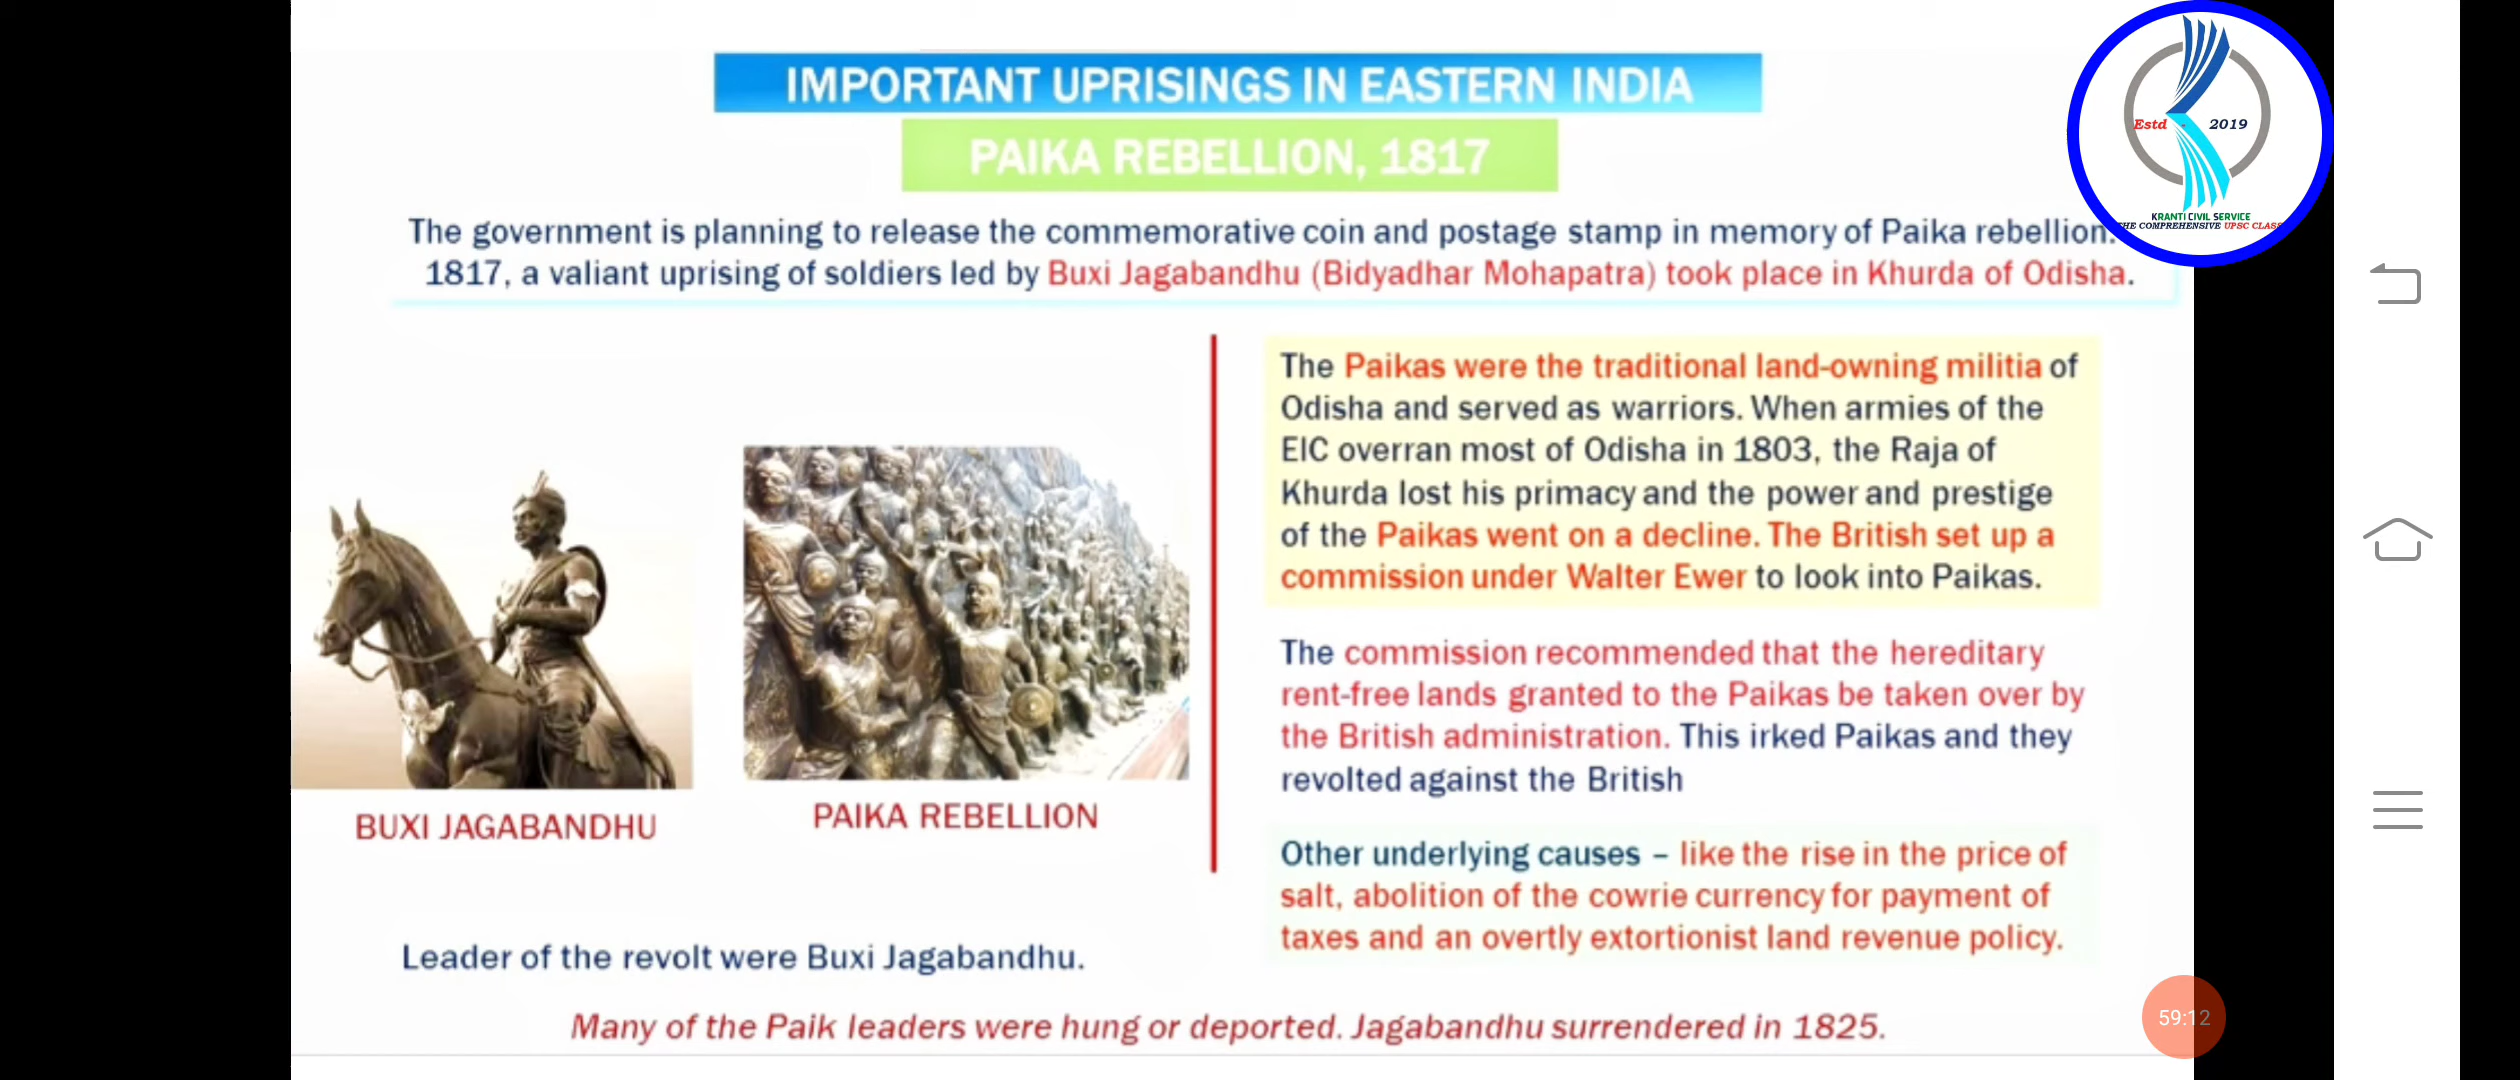 IMPORTANT UPRISINGS IN EASTERN INDIA
PAIKA REBELLION, 1817
Estd - 2019
KRANTI CIVIL SERVICE
THE COMPREHENSIVE UPSC CLASS
The government is planning to release the commemorative coin and postage stamp in memory of Paika rebellion.
1817, a valiant uprising of soldiers led by Buxi Jagabandhu (Bidyadhar Mohapatra) took place in Khurda of Odisha.
The Paikas were the traditional land-owning militia of
Odisha and served as warriors. When armies of the
EIC overran most of Odisha in 1803, the Raja of
Khurda lost his primacy and the power and prestige
of the Paikas went on a decline. The British set up a
commission under Walter Ewer to look into Paikas.
The commission recommended that the hereditary
rent-free lands granted to the Paikas be taken over by
the British administration. This irked Paikas and they
revolted against the British
Other underlying causes – like the rise in the price of
salt, abolition of the cowrie currency for payment of
taxes and an overtly extortionist land revenue policy.
BUXI JAGABANDHU
PAIKA REBELLION
Leader of the revolt were Buxi Jagabandhu.
Many of the Paik leaders were hung or deported. Jagabandhu surrendered in 1825.
59:12